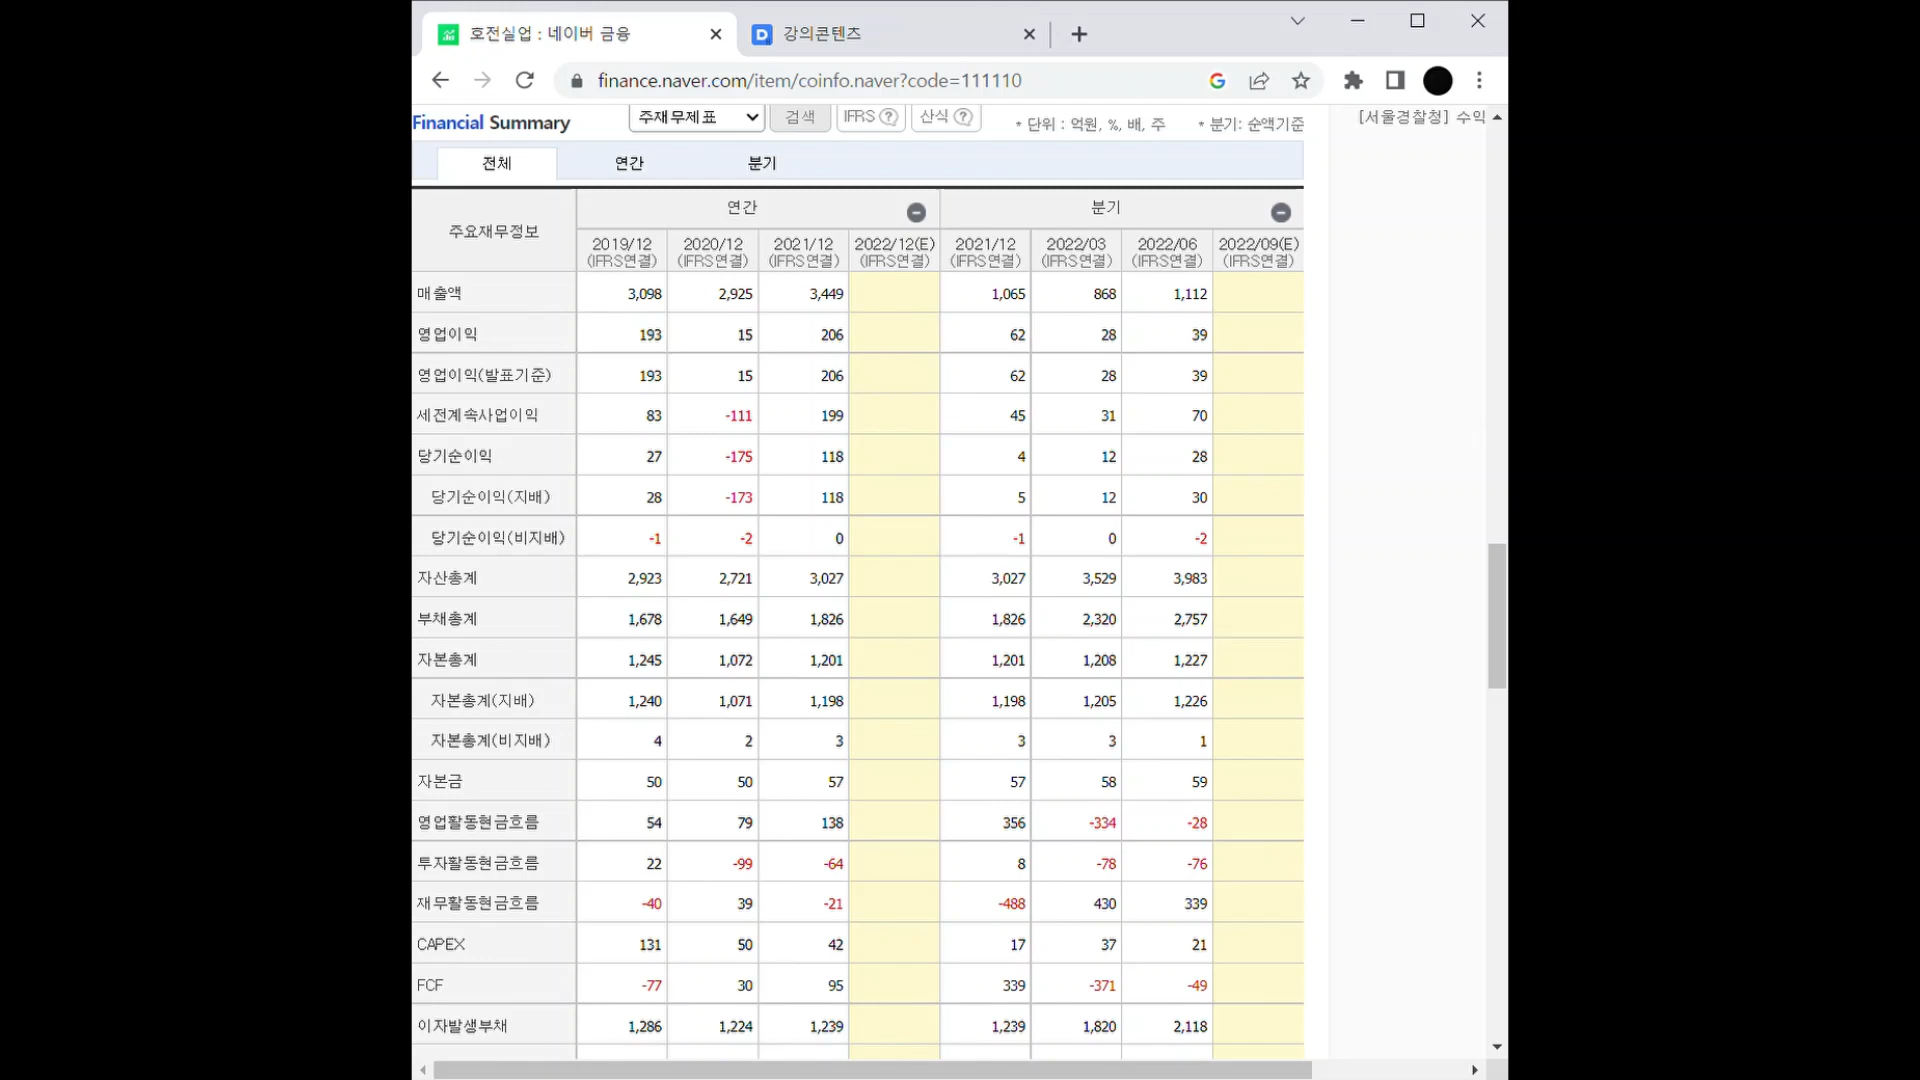 호전실업 : 네이버 금융
강의콘텐츠
finance.naver.com/item/coinfo.naver?code=111110
Financial Summary 주재무제표 검색 IFRS ? 산식 ? * 단위 : 억원, %, 배, 주 * 분기: 순액기준 [서울경찰청] 수익
전체 연간 분기
주요재무정보 연간 분기
2019/12 2020/12 2021/12 2022/12(E) 2021/12 2022/03 2022/06 2022/09(E)
(IFRS연결) (IFRS연결) (IFRS연결) (IFRS연결) (IFRS연결) (IFRS연결) (IFRS연결) (IFRS연결)
매출액 3,098 2,925 3,449 1,065 868 1,112
영업이익 193 15 206 62 28 39
영업이익(발표기준) 193 15 206 62 28 39
세전계속사업이익 83 -111 199 45 31 70
당기순이익 27 -175 118 4 12 28
당기순이익(지배) 28 -173 118 5 12 30
당기순이익(비지배) -1 -2 0 -1 0 -2
자산총계 2,923 2,721 3,027 3,027 3,529 3,983
부채총계 1,678 1,649 1,826 1,826 2,320 2,757
자본총계 1,245 1,072 1,201 1,201 1,208 1,227
자본총계(지배) 1,240 1,071 1,198 1,198 1,205 1,226
자본총계(비지배) 4 2 3 3 3 1
자본금 50 50 57 57 58 59
영업활동현금흐름 54 79 138 356 -334 -28
투자활동현금흐름 22 -99 -64 8 -78 -76
재무활동현금흐름 -40 39 -21 -488 430 339
CAPEX 131 50 42 17 37 21
FCF -77 30 95 339 -371 -49
이자발생부채 1,286 1,224 1,239 1,239 1,820 2,118